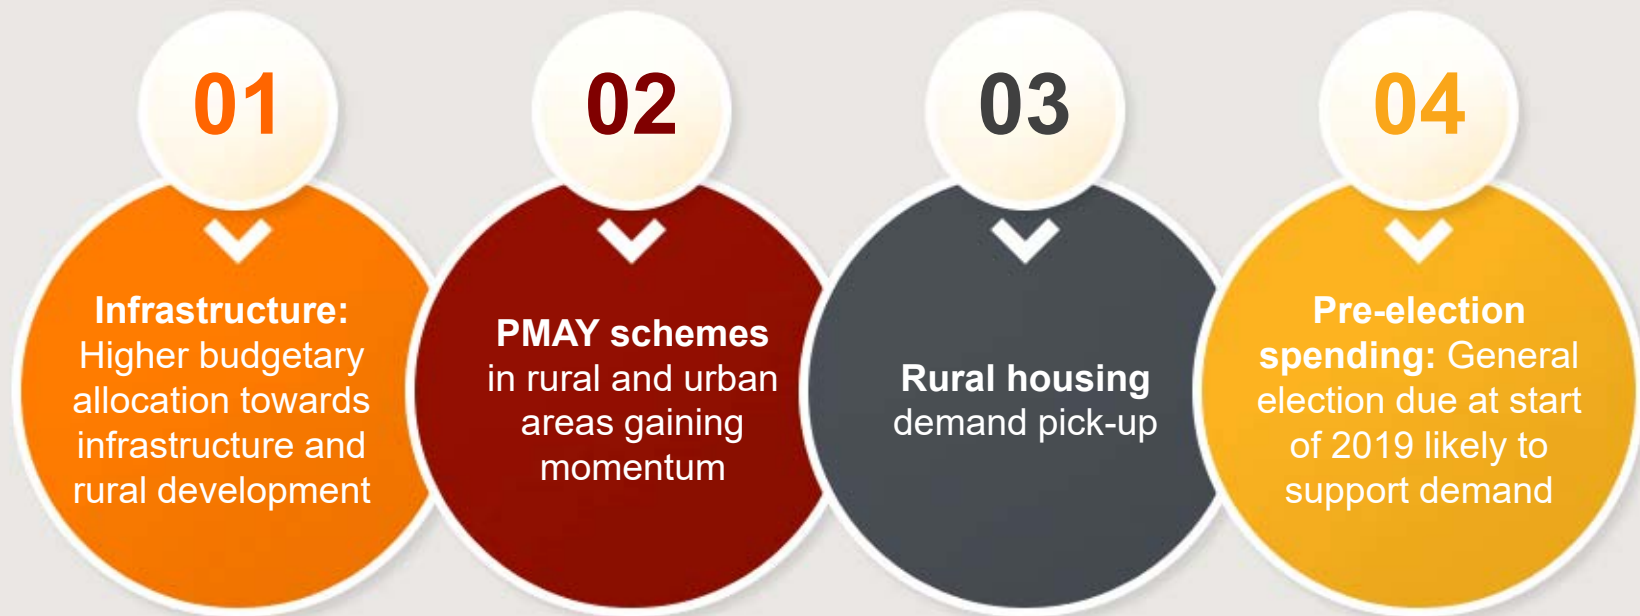 01
Infrastructure:
Higher budgetary
allocation towards
infrastructure and
rural development
02
PMAY schemes
in rural and urban
areas gaining
momentum
03
Rural housing
demand pick-up
04
Pre-election
spending: General
election due at start
of 2019 likely to
support demand